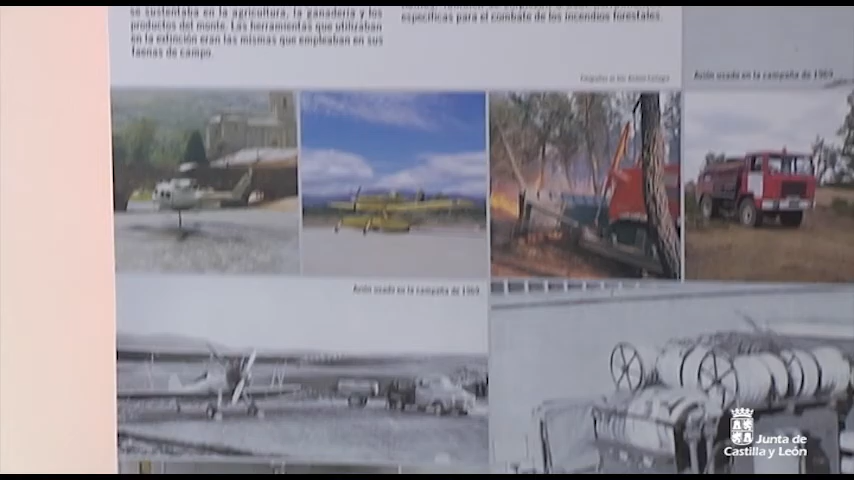 se sustentaba en la agricultura, la ganadería y los
productos del monte. Las herramientas que utilizaban
en la extinción eran las mismas que empleaban en sus
faenas de campo.
específicas para el combate de los incendios forestales.
Avión usado en la campaña de 1969
Avión usado en la campaña de 1969
Junta de
Castilla y León